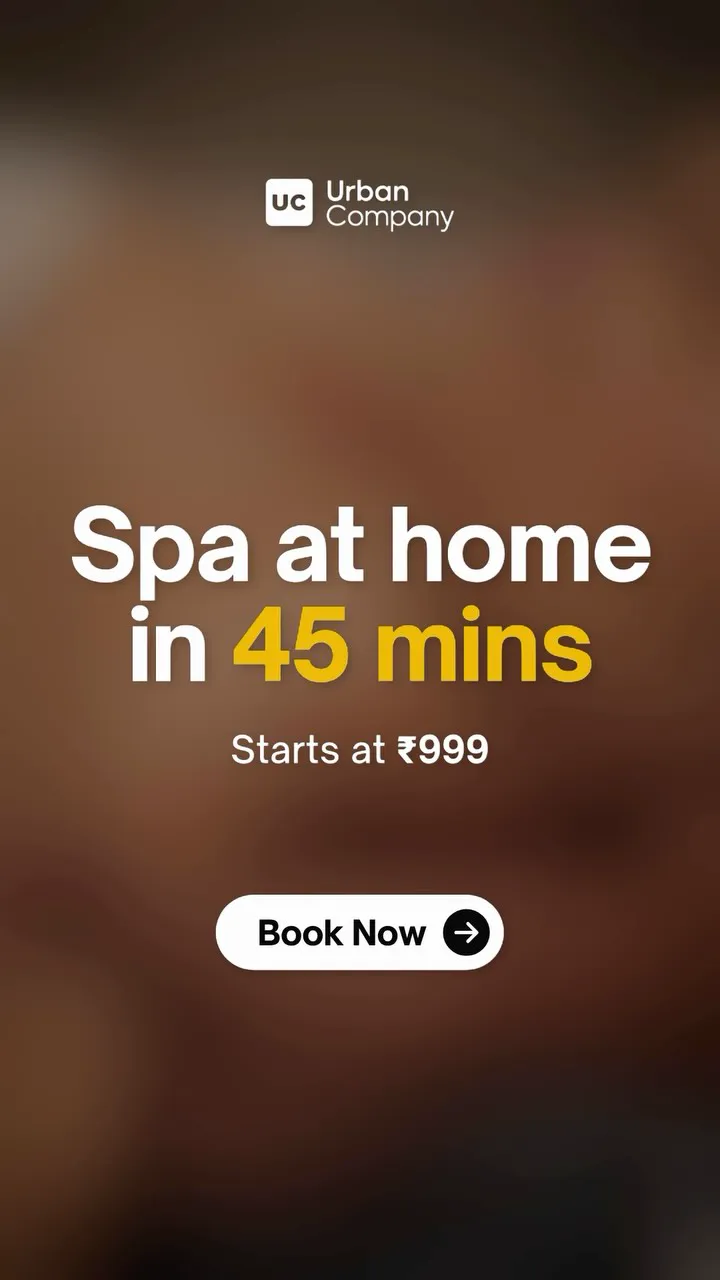 UC
Urban
Company
Spa at home
in 45 mins
Starts at ₹999
Book Now